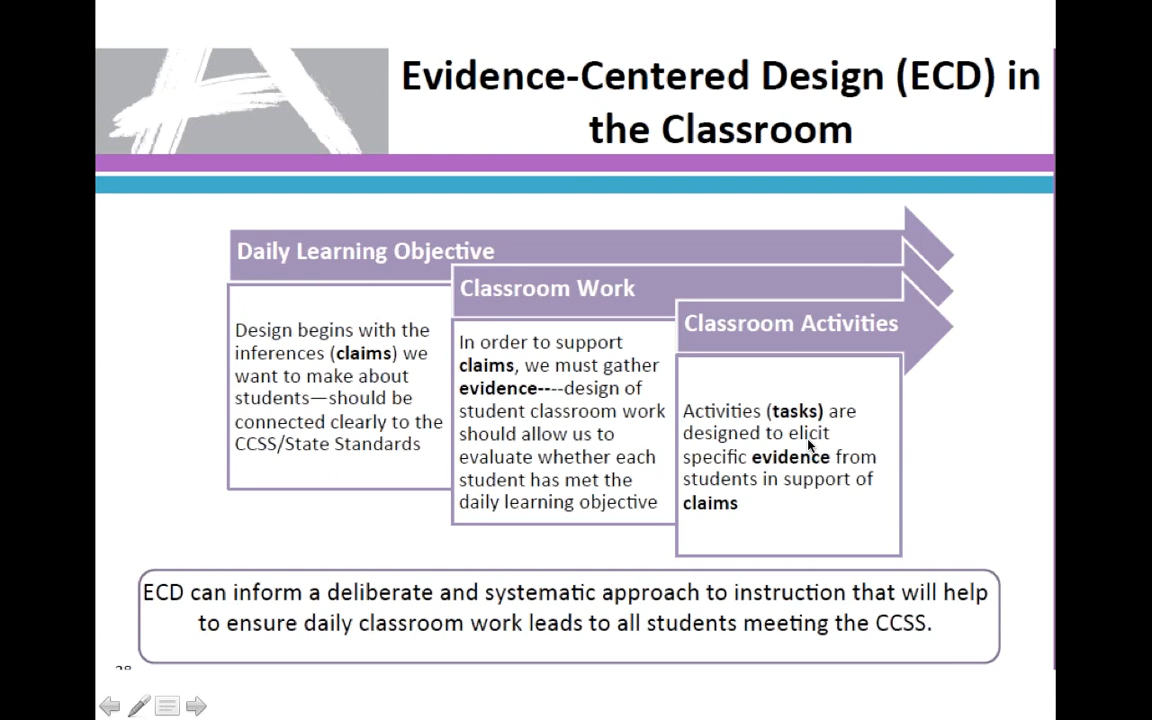 Evidence-Centered Design (ECD) in
the Classroom
Daily Learning Objective
Design begins with the
inferences (claims) we
want to make about
students—should be
connected clearly to the
CCSS/State Standards
Classroom Work
In order to support
claims, we must gather
evidence----design of
student classroom work
should allow us to
evaluate whether each
student has met the
daily learning objective
Classroom Activities
Activities (tasks) are
designed to elicit
specific evidence from
students in support of
claims
ECD can inform a deliberate and systematic approach to instruction that will help
to ensure daily classroom work leads to all students meeting the CCSS.